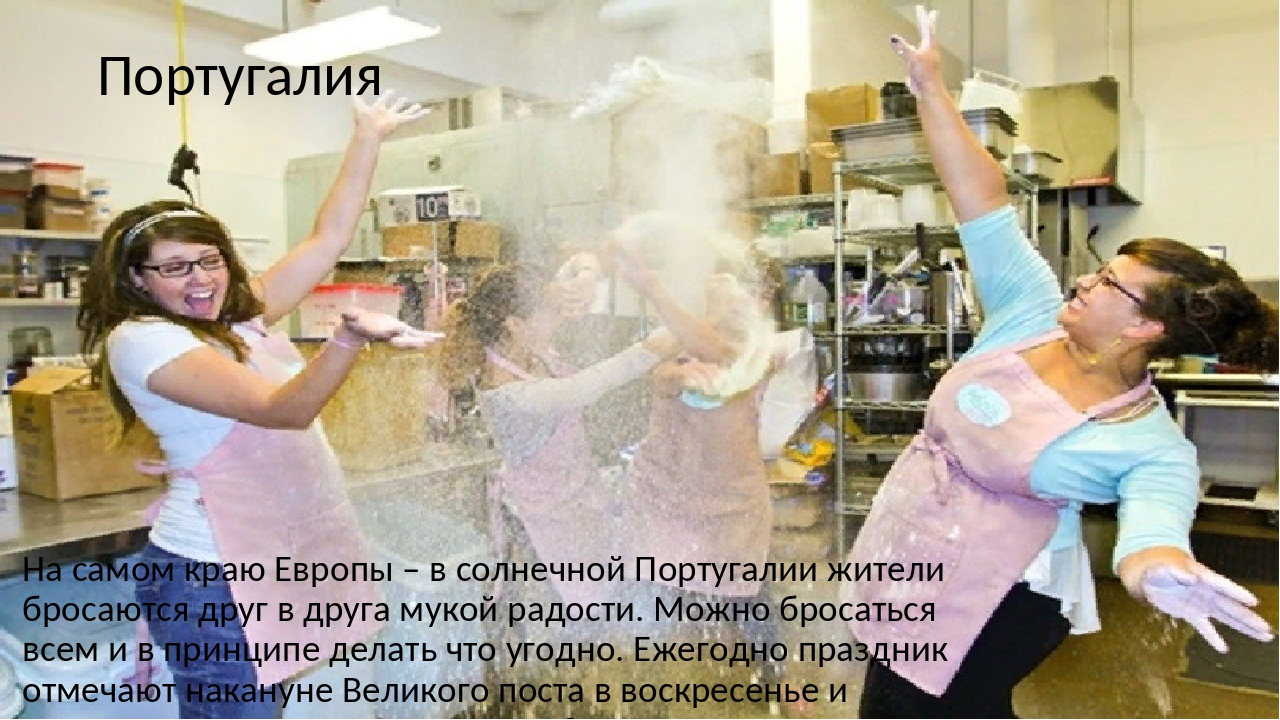 Португалия
10
На самом краю Европы – в солнечной Португалии жители
бросаются друг в друга мукой радости. Можно бросаться
всем и в принципе делать что угодно. Ежегодно праздник
отмечают накануне Великого поста в воскресенье и